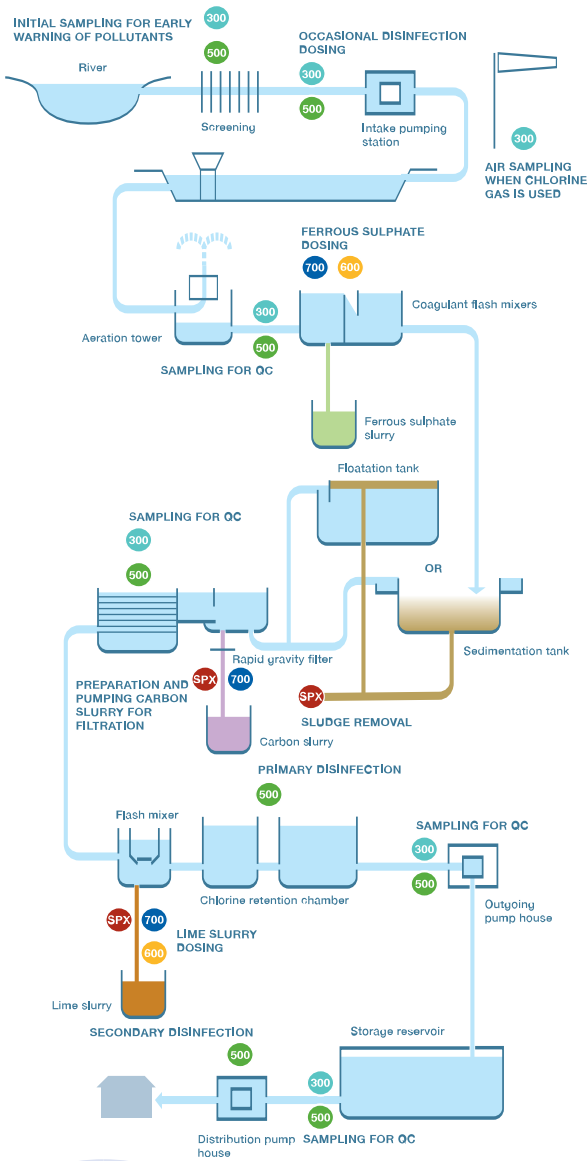 INITIAL SAMPLING FOR EARLY
WARNING OF POLLUTANTS
300
500
River
Screening
OCCASIONAL DISINFECTION
DOSING
300
500
Intake pumping
station
300
AIR SAMPLING
WHEN CHLORINE
GAS IS USED
FERROUS SULPHATE
DOSING
700 600
Coagulant flash mixers
Aeration tower
300
500
SAMPLING FOR QC
Ferrous sulphate
slurry
Floatation tank
SAMPLING FOR QC
300
500
OR
Sedimentation tank
Rapid gravity filter
SPX 700
PREPARATION AND
PUMPING CARBON
SLURRY FOR
FILTRATION
Carbon slurry
SPX
SLUDGE REMOVAL
PRIMARY DISINFECTION
500
Flash mixer
Chlorine retention chamber
SAMPLING FOR QC
300
500
Outgoing
pump house
SPX 700
600
LIME SLURRY
DOSING
Lime slurry
SECONDARY DISINFECTION
500
Storage reservoir
300
500
Distribution pump
house
SAMPLING FOR QC